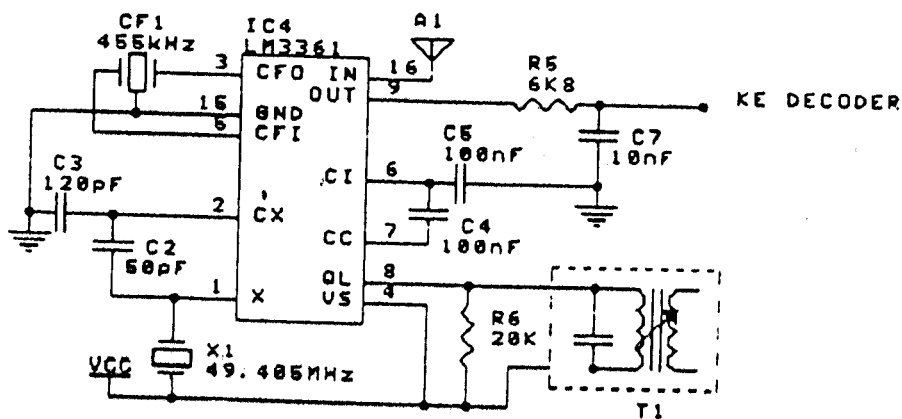 CF1
455kHz
IC4
LM3361
A1
3
CFO
IN
16
OUT
9
15
GND
5
CFI
R5
6K8
KE DECODER
C7
10nF
C5
100nF
C3
120pF
CI
6
2
CX
C4
100nF
CC
7
C2
50pF
QL
8
1
X
VS
4
R6
20K
X1
49.405MHz
VCC
T1